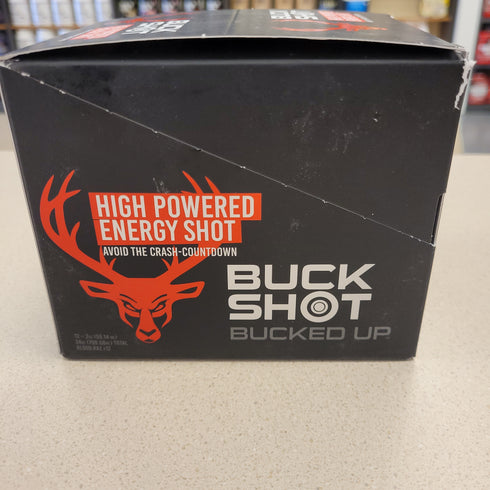 HIGH POWERED
ENERGY SHOT
AVOID THE CRASH-COUNTDOWN
BUCK
SHOT
BUCKED UP